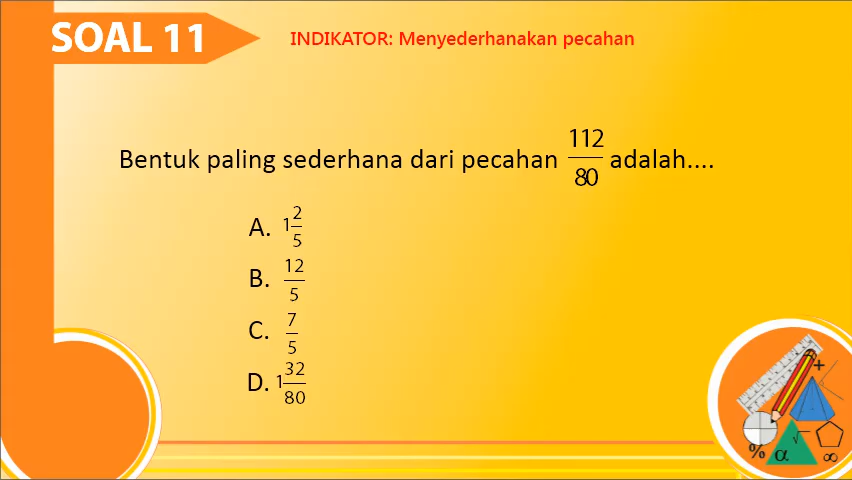 SOAL 11
INDIKATOR: Menyederhanakan pecahan
Bentuk paling sederhana dari pecahan 112/80 adalah....
A. 1 2/5
B. 12/5
C. 7/5
D. 1 32/80
+
√
% α ∞